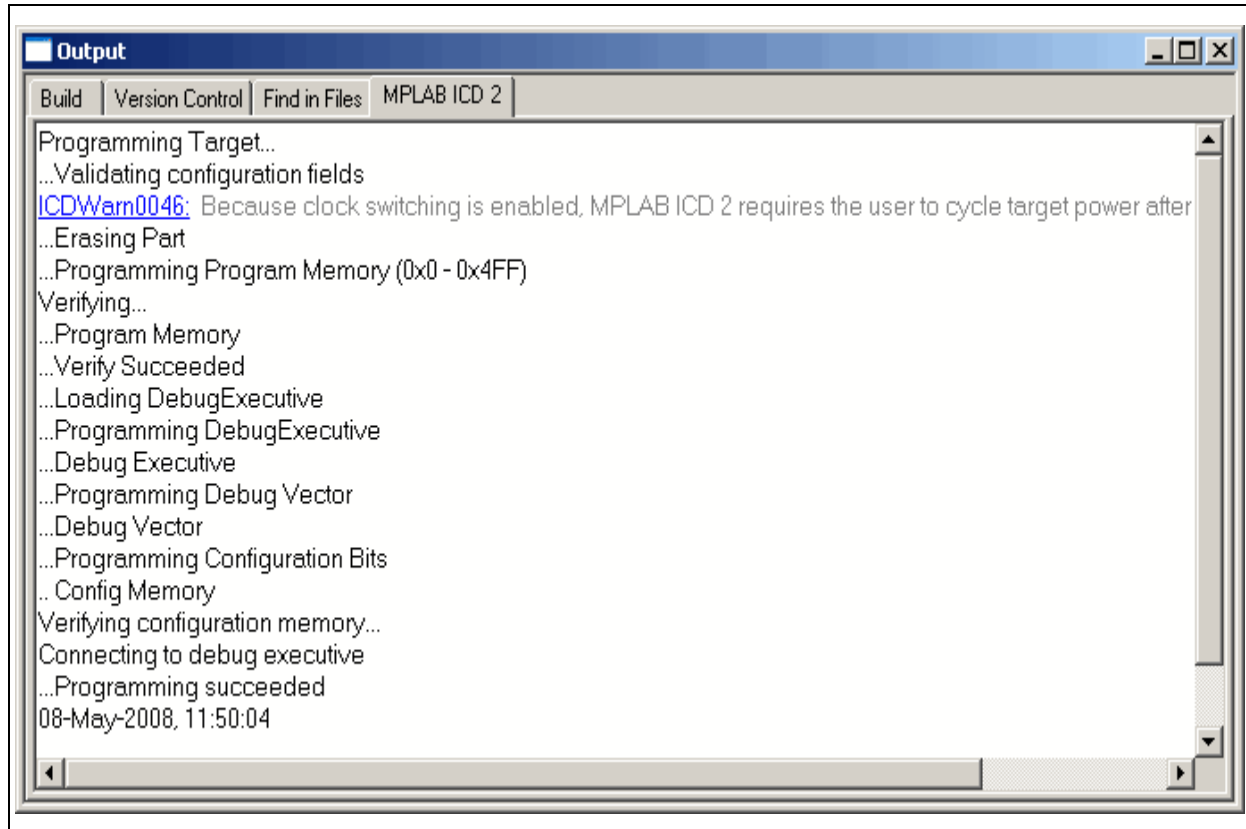 Output
Build Version Control Find in Files MPLAB ICD 2
Programming Target...
...Validating configuration fields
ICDWarn0046: Because clock switching is enabled, MPLAB ICD 2 requires the user to cycle target power after
...Erasing Part
...Programming Program Memory (0x0 - 0x4FF)
Verifying...
...Program Memory
...Verify Succeeded
...Loading DebugExecutive
...Programming DebugExecutive
...Debug Executive
...Programming Debug Vector
...Debug Vector
...Programming Configuration Bits
.. Config Memory
Verifying configuration memory...
Connecting to debug executive
...Programming succeeded
08-May-2008, 11:50:04